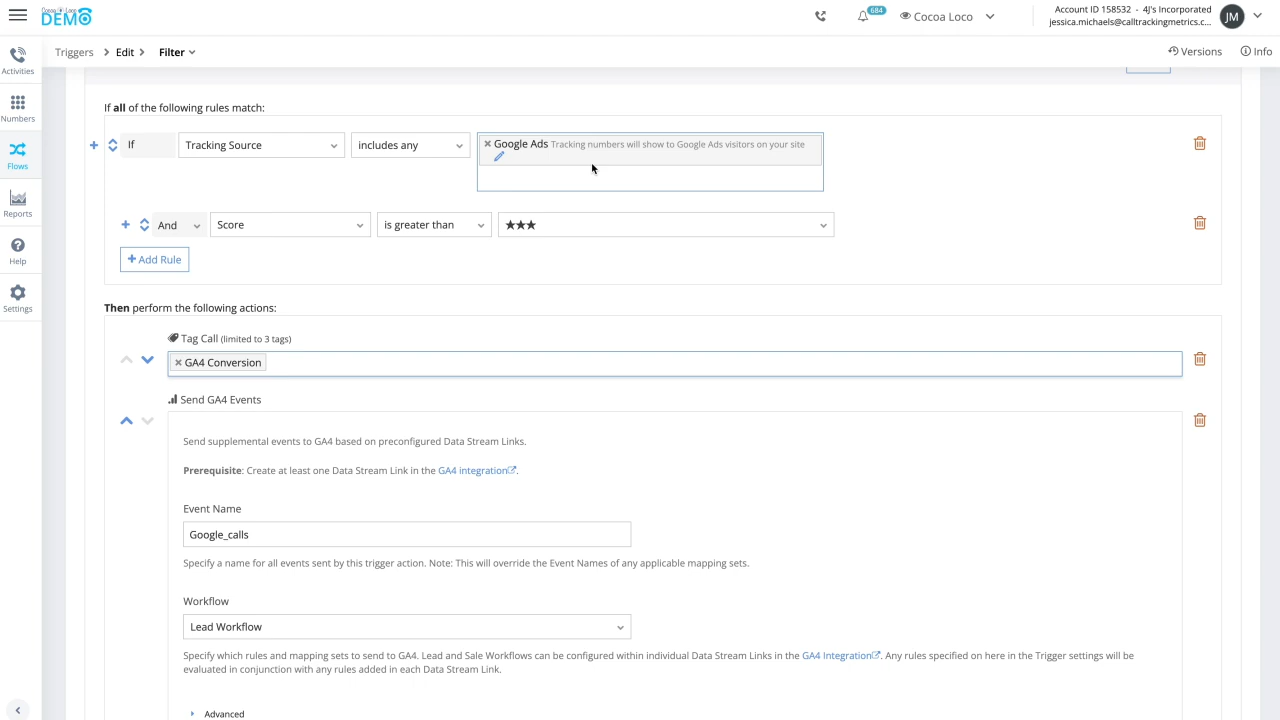 Cocoa Loco
DEMO
684
Cocoa Loco
Account ID 158532 - 4J's Incorporated
jessica.michaels@calltrackingmetrics.c...
JM
Triggers
Edit
Filter
Versions
Info
Activities
Numbers
Flows
Reports
Help
Settings
If all of the following rules match:
If
Tracking Source
includes any
Google Ads Tracking numbers will show to Google Ads visitors on your site
And
Score
is greater than
★★★
+ Add Rule
Then perform the following actions:
Tag Call (limited to 3 tags)
GA4 Conversion
Send GA4 Events
Send supplemental events to GA4 based on preconfigured Data Stream Links.
Prerequisite: Create at least one Data Stream Link in the GA4 integration.
Event Name
Google_calls
Specify a name for all events sent by this trigger action. Note: This will override the Event Names of any applicable mapping sets.
Workflow
Lead Workflow
Specify which rules and mapping sets to send to GA4. Lead and Sale Workflows can be configured within individual Data Stream Links in the GA4 Integration. Any rules specified on here in the Trigger settings will be
evaluated in conjunction with any rules added in each Data Stream Link.
Advanced